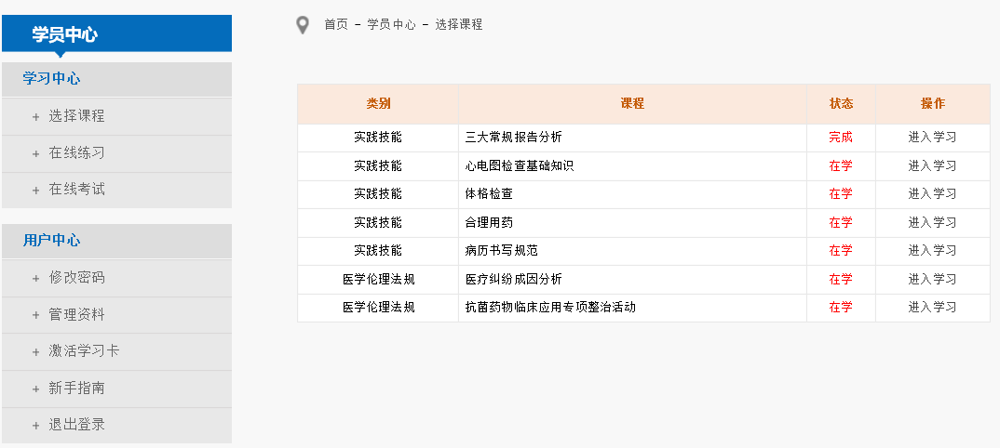 学员中心
学习中心
+ 选择课程
+ 在线练习
+ 在线考试
用户中心
+ 修改密码
+ 管理资料
+ 激活学习卡
+ 新手指南
+ 退出登录
首页 - 学员中心 - 选择课程
类别 课程 状态 操作
实践技能 三大常规报告分析 完成 进入学习
实践技能 心电图检查基础知识 在学 进入学习
实践技能 体格检查 在学 进入学习
实践技能 合理用药 在学 进入学习
实践技能 病历书写规范 在学 进入学习
医学伦理法规 医疗纠纷成因分析 在学 进入学习
医学伦理法规 抗菌药物临床应用专项整治活动 在学 进入学习